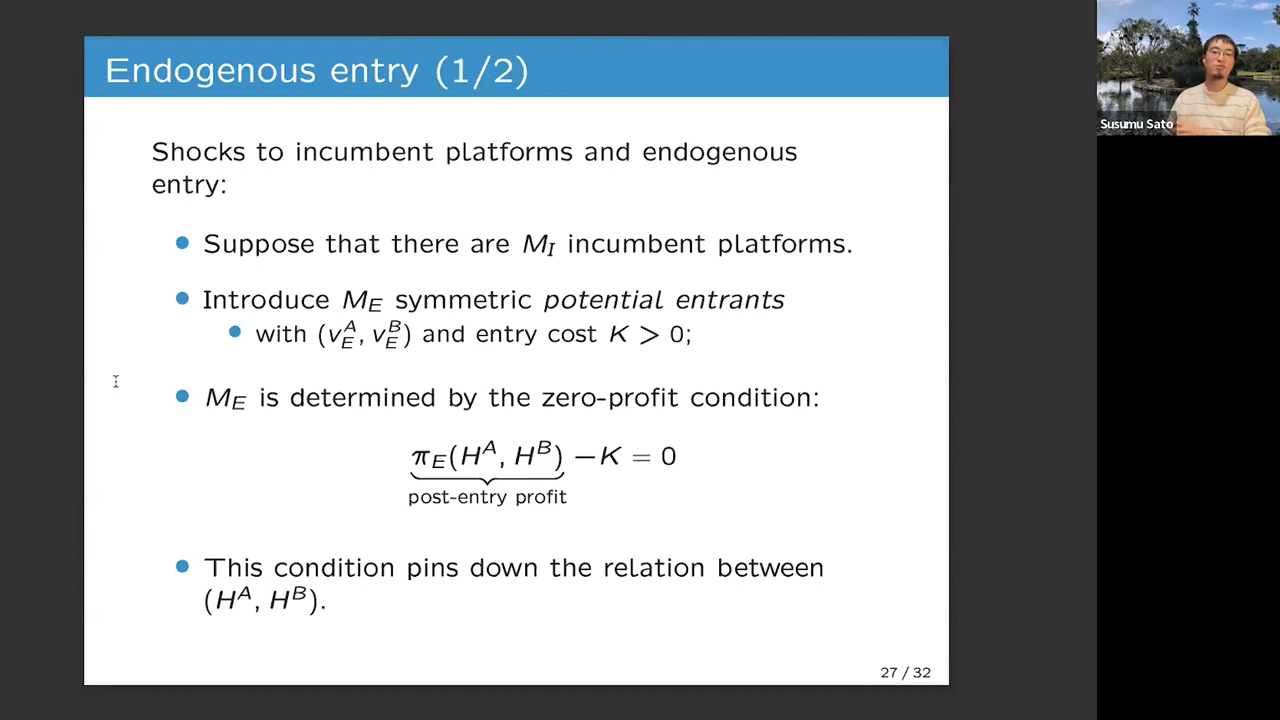 Endogenous entry (1/2)
Susumu Sato
Shocks to incumbent platforms and endogenous
entry:
Suppose that there are M_I incumbent platforms.
Introduce M_E symmetric potential entrants
with (v_E^A, v_E^B) and entry cost K > 0;
M_E is determined by the zero-profit condition:
π_E(H^A, H^B) − K = 0
post-entry profit
This condition pins down the relation between
(H^A, H^B).
27 / 32